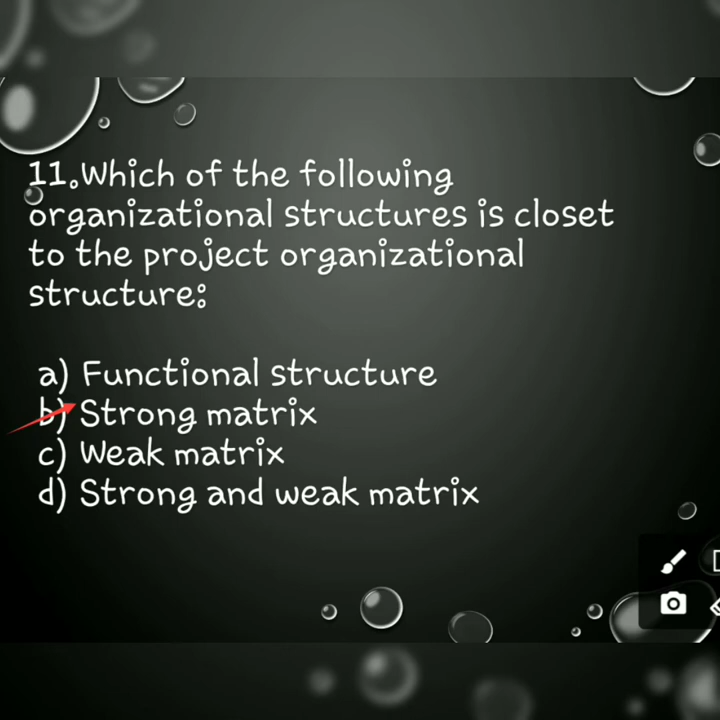 11.Which of the following
organizational structures is closet
to the project organizational
structure:
a) Functional structure
b) Strong matrix
c) Weak matrix
d) Strong and weak matrix